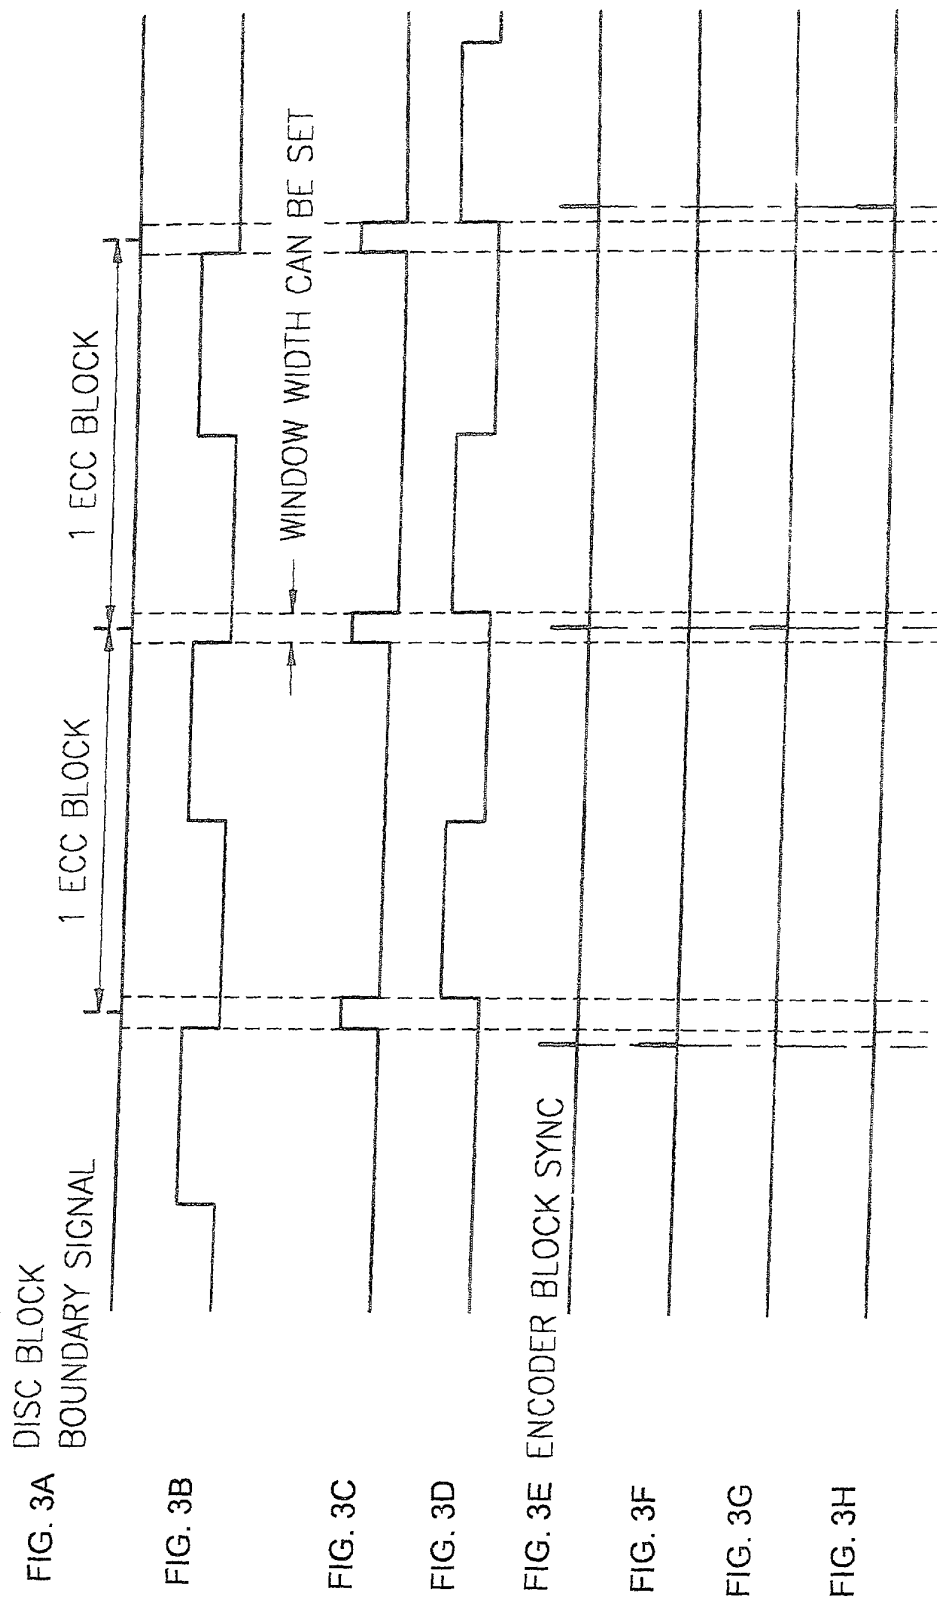 FIG. 3A DISC BLOCK
BOUNDARY SIGNAL
1 ECC BLOCK
1 ECC BLOCK
FIG. 3B
WINDOW WIDTH CAN BE SET
FIG. 3C
FIG. 3D
FIG. 3E ENCODER BLOCK SYNC
FIG. 3F
FIG. 3G
FIG. 3H